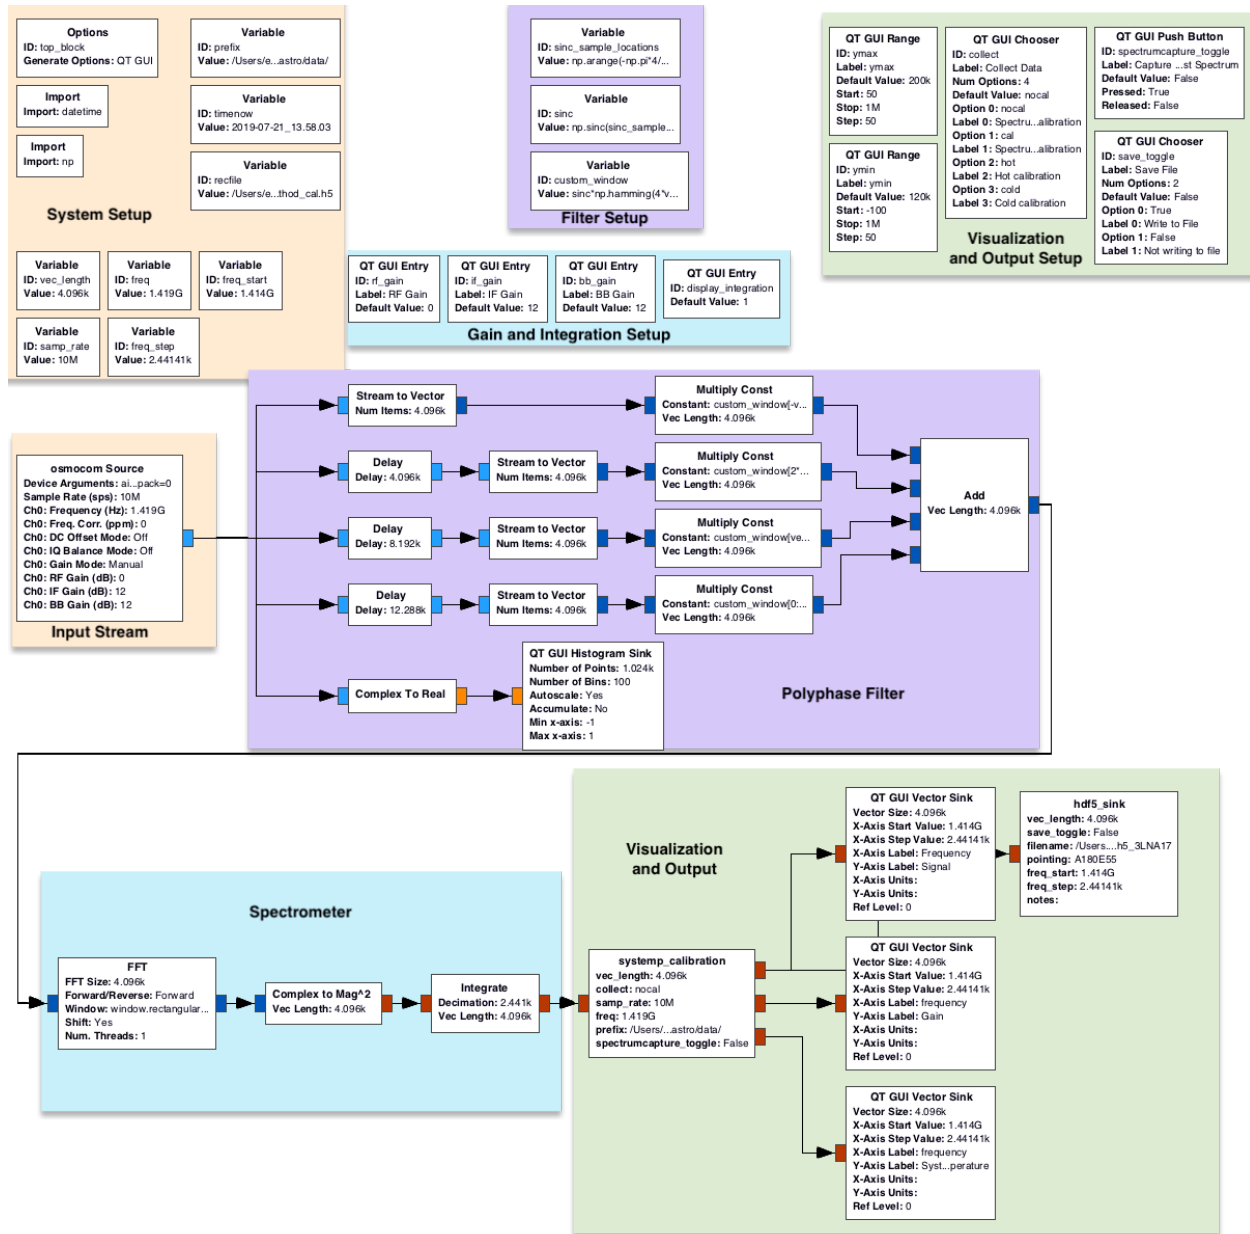 Options
ID: top_block
Generate Options: QT GUI
Import
Import: datetime
Import
Import: np
Variable
ID: prefix
Value: /Users/e...astro/data/
Variable
ID: timenow
Value: 2019-07-21_13.58.03
Variable
ID: recfile
Value: /Users/e...thod_cal.h5
System Setup
Variable
ID: vec_length
Value: 4.096k
Variable
ID: freq
Value: 1.419G
Variable
ID: freq_start
Value: 1.414G
Variable
ID: samp_rate
Value: 10M
Variable
ID: freq_step
Value: 2.44141k
Variable
ID: sinc_sample_locations
Value: np.arange(-np.pi*4/...
Variable
ID: sinc
Value: np.sinc(sinc_sample...
Variable
ID: custom_window
Value: sinc*np.hamming(4*v...
Filter Setup
QT GUI Range
ID: ymax
Label: ymax
Default Value: 200k
Start: 50
Stop: 1M
Step: 50
QT GUI Range
ID: ymin
Label: ymin
Default Value: 120k
Start: -100
Stop: 1M
Step: 50
QT GUI Chooser
ID: collect
Label: Collect Data
Num Options: 4
Default Value: nocal
Option 0: nocal
Label 0: Spectru...alibration
Option 1: cal
Label 1: Spectru...alibration
Option 2: hot
Label 2: Hot calibration
Option 3: cold
Label 3: Cold calibration
QT GUI Push Button
ID: spectrumcapture_toggle
Label: Capture ...st Spectrum
Default Value: False
Pressed: True
Released: False
QT GUI Chooser
ID: save_toggle
Label: Save File
Num Options: 2
Default Value: False
Option 0: True
Label 0: Write to File
Option 1: False
Label 1: Not writing to file
Visualization
and Output Setup
QT GUI Entry
ID: rf_gain
Label: RF Gain
Default Value: 0
QT GUI Entry
ID: if_gain
Label: IF Gain
Default Value: 12
QT GUI Entry
ID: bb_gain
Label: BB Gain
Default Value: 12
QT GUI Entry
ID: display_integration
Default Value: 1
Gain and Integration Setup
osmocom Source
Device Arguments: ai...pack=0
Sample Rate (sps): 10M
Ch0: Frequency (Hz): 1.419G
Ch0: Freq. Corr. (ppm): 0
Ch0: DC Offset Mode: Off
Ch0: IQ Balance Mode: Off
Ch0: Gain Mode: Manual
Ch0: RF Gain (dB): 0
Ch0: IF Gain (dB): 12
Ch0: BB Gain (dB): 12
Input Stream
Stream to Vector
Num Items: 4.096k
Multiply Const
Constant: custom_window[-v...
Vec Length: 4.096k
Delay
Delay: 4.096k
Stream to Vector
Num Items: 4.096k
Multiply Const
Constant: custom_window[2*...
Vec Length: 4.096k
Delay
Delay: 8.192k
Stream to Vector
Num Items: 4.096k
Multiply Const
Constant: custom_window[ve...
Vec Length: 4.096k
Delay
Delay: 12.288k
Stream to Vector
Num Items: 4.096k
Multiply Const
Constant: custom_window[0:...
Vec Length: 4.096k
Add
Vec Length: 4.096k
Complex To Real
QT GUI Histogram Sink
Number of Points: 1.024k
Number of Bins: 100
Autoscale: Yes
Accumulate: No
Min x-axis: -1
Max x-axis: 1
Polyphase Filter
Spectrometer
FFT
FFT Size: 4.096k
Forward/Reverse: Forward
Window: window.rectangular...
Shift: Yes
Num. Threads: 1
Complex to Mag^2
Vec Length: 4.096k
Integrate
Decimation: 2.441k
Vec Length: 4.096k
Visualization
and Output
systemp_calibration
vec_length: 4.096k
collect: nocal
samp_rate: 10M
freq: 1.419G
prefix: /Users/...astro/data/
spectrumcapture_toggle: False
QT GUI Vector Sink
Vector Size: 4.096k
X-Axis Start Value: 1.414G
X-Axis Step Value: 2.44141k
X-Axis Label: Frequency
Y-Axis Label: Signal
X-Axis Units:
Y-Axis Units:
Ref Level: 0
hdf5_sink
vec_length: 4.096k
save_toggle: False
filename: /Users....h5_3LNA17
pointing: A180E55
freq_start: 1.414G
freq_step: 2.44141k
notes:
QT GUI Vector Sink
Vector Size: 4.096k
X-Axis Start Value: 1.414G
X-Axis Step Value: 2.44141k
X-Axis Label: frequency
Y-Axis Label: Gain
X-Axis Units:
Y-Axis Units:
Ref Level: 0
QT GUI Vector Sink
Vector Size: 4.096k
X-Axis Start Value: 1.414G
X-Axis Step Value: 2.44141k
X-Axis Label: frequency
Y-Axis Label: Syst...perature
X-Axis Units:
Y-Axis Units:
Ref Level: 0